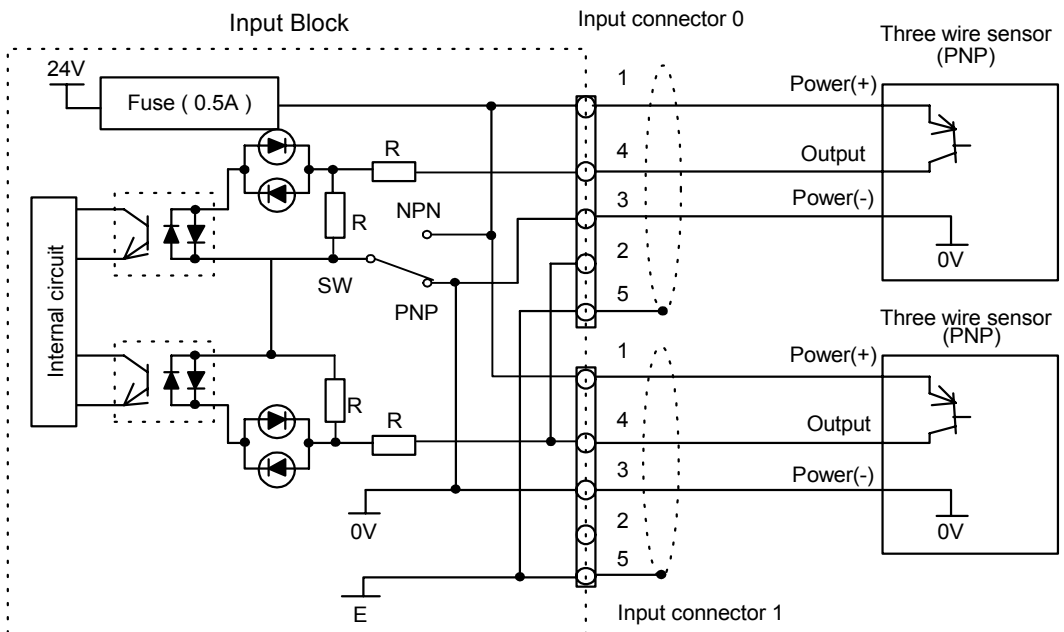 Input Block
Input connector 0
Three wire sensor
(PNP)
24V
Fuse ( 0.5A )
1
Power(+)
R
4
Output
3
Power(-)
NPN
R
2
0V
SW
PNP
5
Internal circuit
Three wire sensor
(PNP)
1
Power(+)
R
R
4
Output
3
Power(-)
0V
2
0V
5
E
Input connector 1